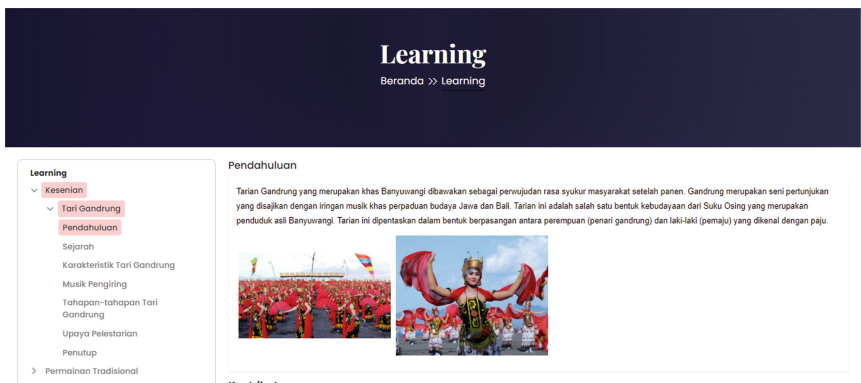 Learning
Beranda >> Learning
Learning
Kesenian
Tari Gandrung
Pendahuluan
Sejarah
Karakteristik Tari Gandrung
Musik Pengiring
Tahapan-tahapan Tari
Gandrung
Upaya Pelestarian
Penutup
Permainan Tradisional
Pendahuluan
Tarian Gandrung yang merupakan khas Banyuwangi dibawakan sebagai perwujudan rasa syukur masyarakat setelah panen. Gandrung merupakan seni pertunjukan
yang disajikan dengan iringan musik khas perpaduan budaya Jawa dan Bali. Tarian ini adalah salah satu bentuk kebudayaan dari Suku Osing yang merupakan
penduduk asli Banyuwangi. Tarian ini dipentaskan dalam bentuk berpasangan antara perempuan (penari gandrung) dan laki-laki (pemaju) yang dikenal dengan paju.